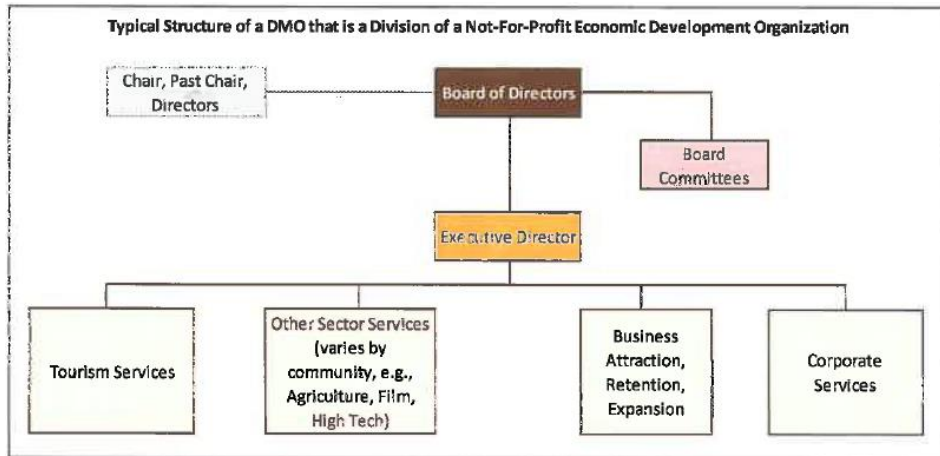 Typical Structure of a DMO that is a Division of a Not-For-Profit Economic Development Organization
Chair, Past Chair,
Directors
Board of Directors
Board
Committees
Executive Director
Tourism Services
Other Sector Services
(varies by
community, e.g.,
Agriculture, Film,
High Tech)
Business
Attraction,
Retention,
Expansion
Corporate
Services